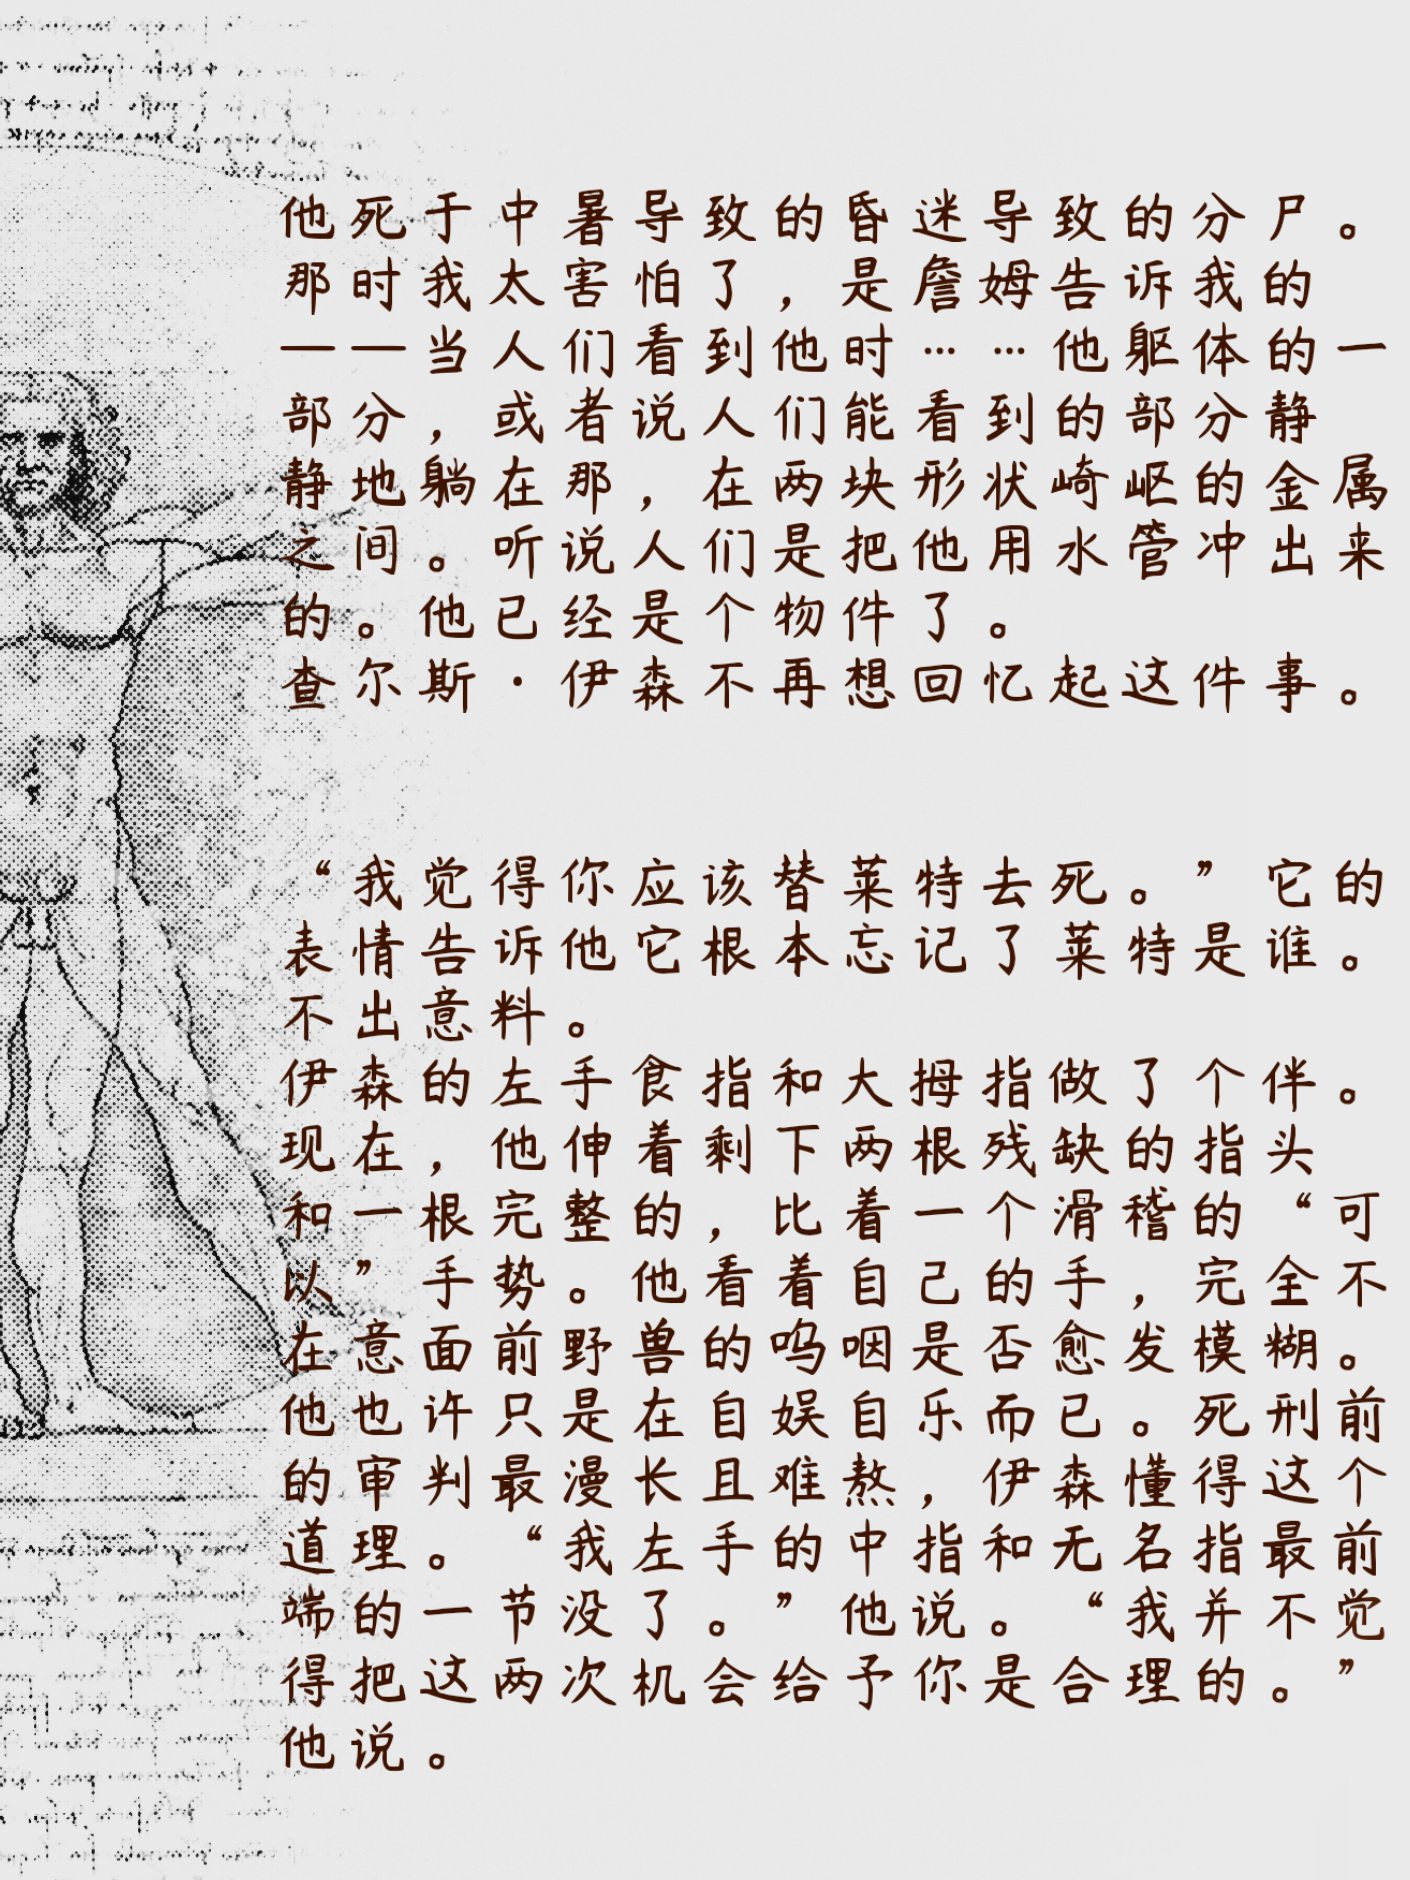 他死于中暑导致的昏迷导致的分尸。
那时我太害怕了，是詹姆告诉我的
——当人们看到他时……他躯体的一
部分，或者说人们能看到的部分静
静地躺在那，在两块形状崎岖的金属
之间。听说人们是把他用水管冲出来
的。他已经是个物件了。
查尔斯·伊森不再想回忆起这件事。
“我觉得你应该替莱特去死。”它的
表情告诉他它根本忘记了莱特是谁。
不出意料。
伊森的左手食指和大拇指做了个伴。
现在，他伸着剩下两根残缺的指头
和一根完整的，比着一个滑稽的“可
以”手势。他看着自己的手，完全不
在意面前野兽的呜咽是否愈发模糊。
他也许只是在自娱自乐而已。死刑前
的审判最漫长且难熬，伊森懂得这个
道理。“我左手的中指和无名指最前
端的一节没了。”他说。“我并不觉
得把这两次机会给予你是合理的。”
他说。